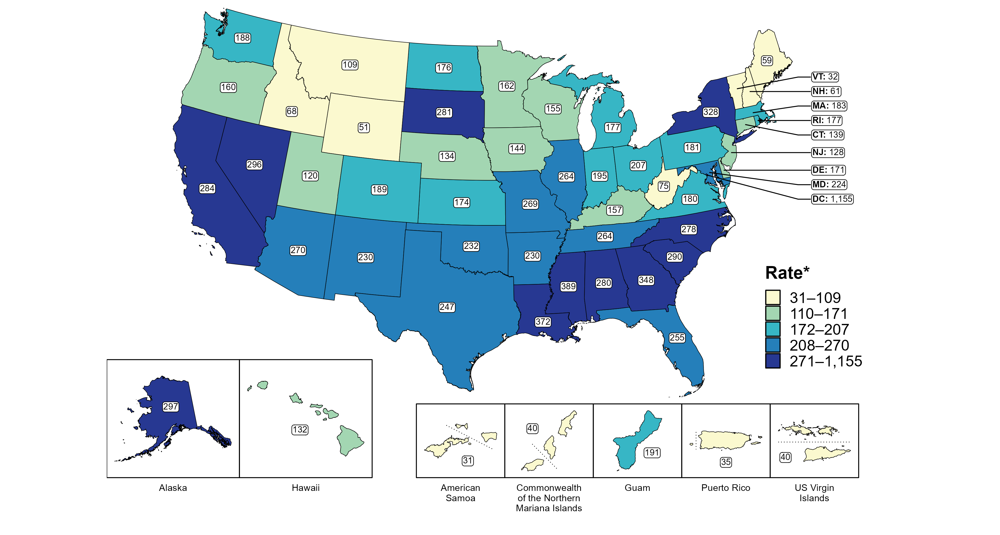 188
109
176
59
160
162
VT: 32
NH: 61
68
281
155
328
MA: 183
51
177
RI: 177
CT: 139
134
144
181
NJ: 128
296
120
264
195
207
75
DE: 171
MD: 224
284
189
174
269
157
180
DC: 1,155
270
230
232
230
264
278
290
247
389
280
348
372
255
Rate*
31–109
110–171
172–207
208–270
271–1,155
297
132
31
40
191
35
40
Alaska
Hawaii
American
Samoa
Commonwealth
of the Northern
Mariana Islands
Guam
Puerto Rico
US Virgin
Islands